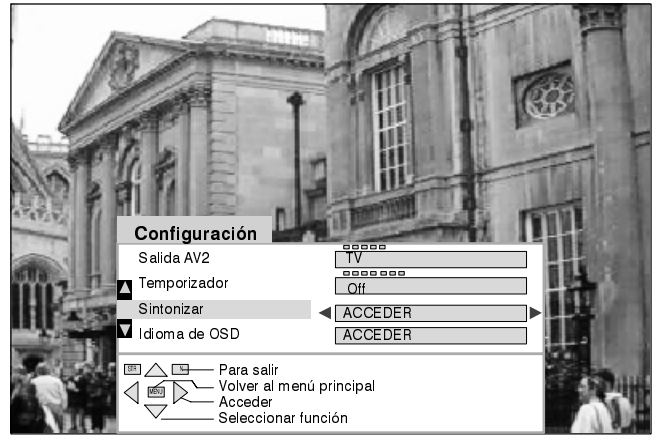 Configuración
Salida AV2 TV
Temporizador Off
Sintonizar ACCEDER
Idioma de OSD ACCEDER
STR N Para salir
MENU Volver al menú principal
Acceder
Seleccionar función